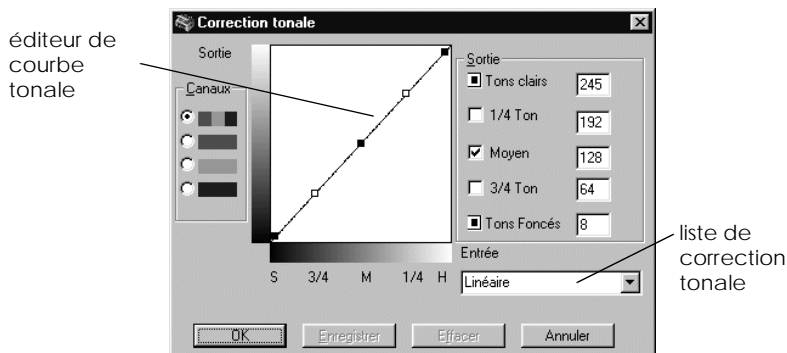 Correction tonale
éditeur de
courbe
tonale
Sortie
Canaux
Sortie
Tons clairs 245
1/4 Ton 192
Moyen 128
3/4 Ton 64
Tons Foncés 8
S 3/4 M 1/4 H
Entrée
Linéaire
liste de
correction
tonale
OK Enregistrer Effacer Annuler